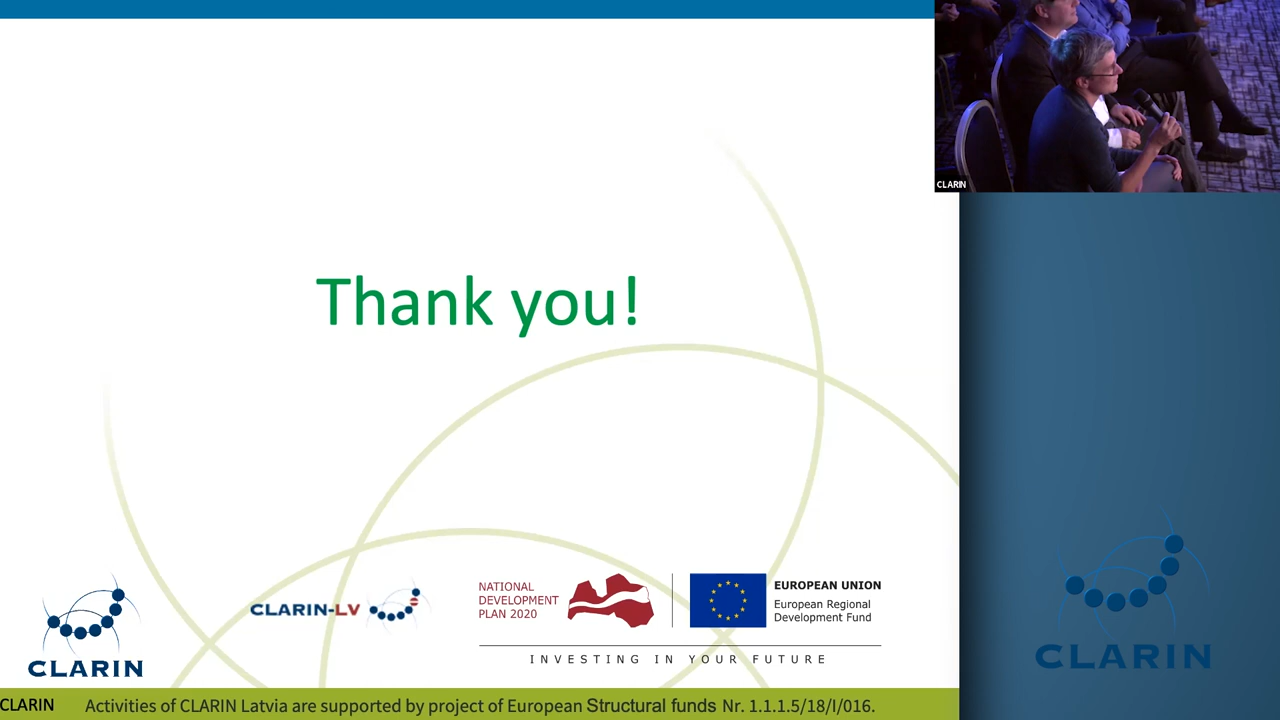 CLARIN
Thank you!
CLARIN
CLARIN-LV
NATIONAL
DEVELOPMENT
PLAN 2020
EUROPEAN UNION
European Regional
Development Fund
INVESTING IN YOUR FUTURE
CLARIN
CLARIN
Activities of CLARIN Latvia are supported by project of European Structural funds Nr. 1.1.1.5/18/I/016.